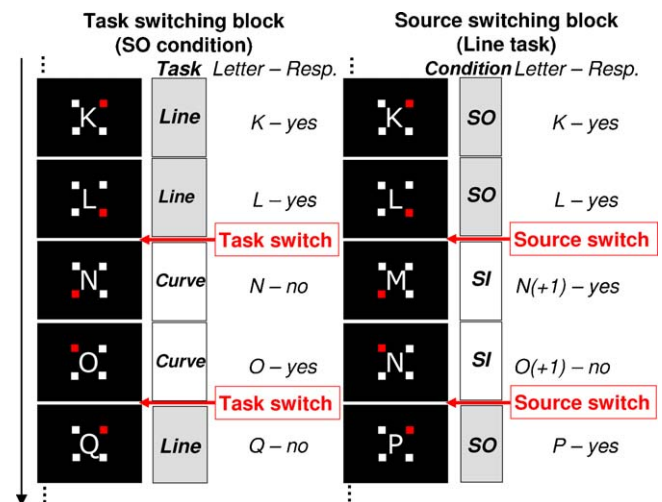 Task switching block
(SO condition)
Source switching block
(Line task)
Task Letter – Resp.
Condition Letter – Resp.
K Line K – yes
K SO K – yes
L Line L – yes
L SO L – yes
Task switch
Source switch
N Curve N – no
M SI N(+1) – yes
O Curve O – yes
N SI O(+1) – no
Task switch
Source switch
Q Line Q – no
P SO P – yes